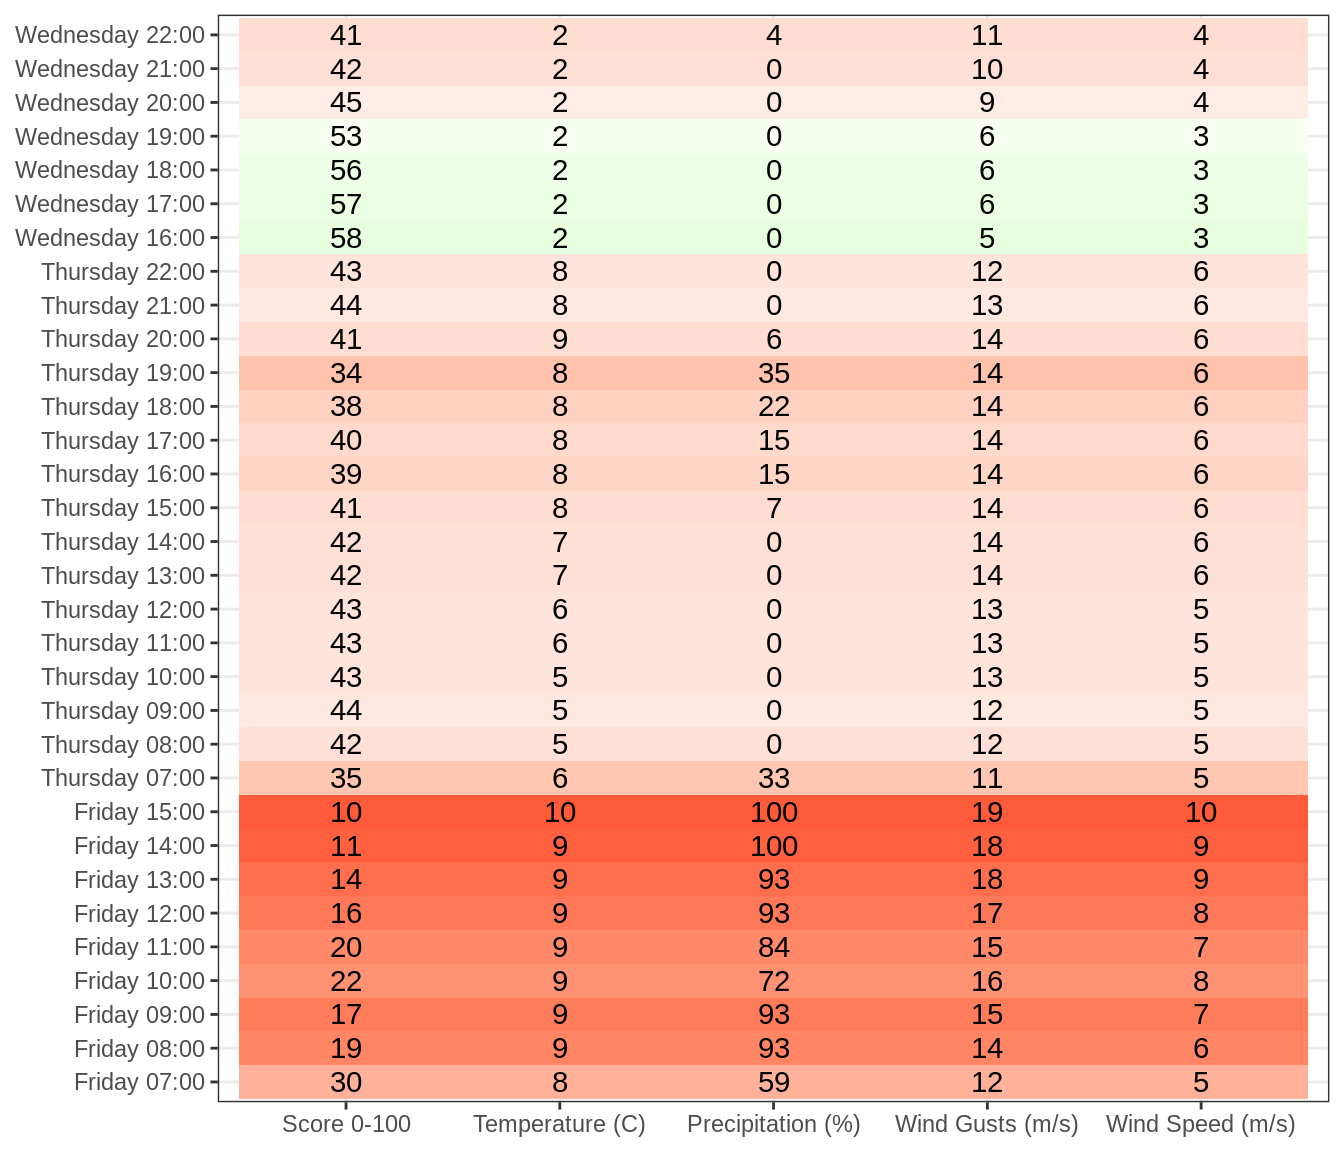 Wednesday 22:00 41 2 4 11 4
Wednesday 21:00 42 2 0 10 4
Wednesday 20:00 45 2 0 9 4
Wednesday 19:00 53 2 0 6 3
Wednesday 18:00 56 2 0 6 3
Wednesday 17:00 57 2 0 6 3
Wednesday 16:00 58 2 0 5 3
Thursday 22:00 43 8 0 12 6
Thursday 21:00 44 8 0 13 6
Thursday 20:00 41 9 6 14 6
Thursday 19:00 34 8 35 14 6
Thursday 18:00 38 8 22 14 6
Thursday 17:00 40 8 15 14 6
Thursday 16:00 39 8 15 14 6
Thursday 15:00 41 8 7 14 6
Thursday 14:00 42 7 0 14 6
Thursday 13:00 42 7 0 14 6
Thursday 12:00 43 6 0 13 5
Thursday 11:00 43 6 0 13 5
Thursday 10:00 43 5 0 13 5
Thursday 09:00 44 5 0 12 5
Thursday 08:00 42 5 0 12 5
Thursday 07:00 35 6 33 11 5
Friday 15:00 10 10 100 19 10
Friday 14:00 11 9 100 18 9
Friday 13:00 14 9 93 18 9
Friday 12:00 16 9 93 17 8
Friday 11:00 20 9 84 15 7
Friday 10:00 22 9 72 16 8
Friday 09:00 17 9 93 15 7
Friday 08:00 19 9 93 14 6
Friday 07:00 30 8 59 12 5
Score 0-100 Temperature (C) Precipitation (%) Wind Gusts (m/s) Wind Speed (m/s)